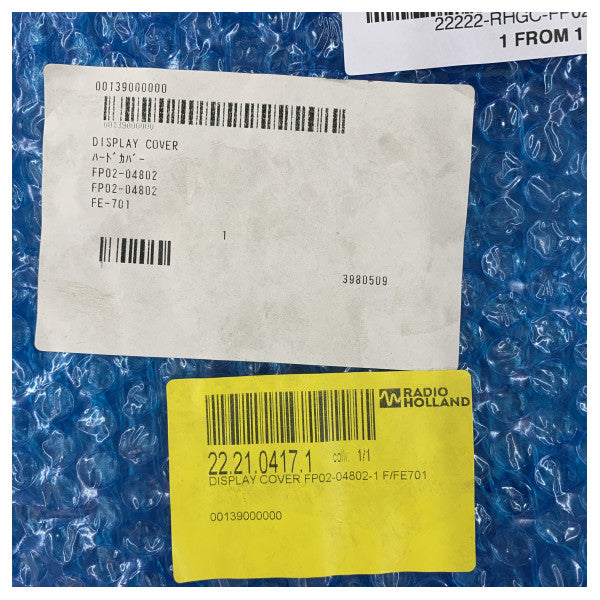 22222-RHGC-FP02
1 FROM 1
00139000000
00139000000
DISPLAY COVER
ﾊｰﾄﾞｶﾊﾞｰ
FP02-04802
FP02-04802
FE-701
1
3980509
RADIO
HOLLAND
22.21.0417.1 colli. 1/1
DISPLAY COVER FP02-04802-1 F/FE701
00139000000